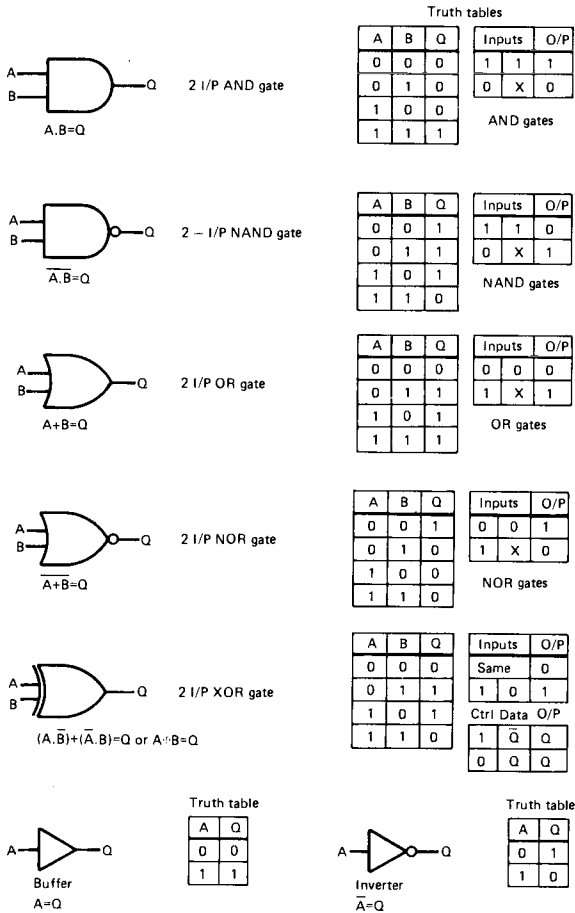 Truth tables
A
B
Q
2 I/P AND gate
A.B=Q
A B Q
0 0 0
0 1 0
1 0 0
1 1 1
Inputs O/P
1 1 1
0 X 0
AND gates
A
B
Q
2 – I/P NAND gate
A̅.̅B̅=Q
A B Q
0 0 1
0 1 1
1 0 1
1 1 0
Inputs O/P
1 1 0
0 X 1
NAND gates
A
B
Q
2 I/P OR gate
A+B=Q
A B Q
0 0 0
0 1 1
1 0 1
1 1 1
Inputs O/P
0 0 0
1 X 1
OR gates
A
B
Q
2 I/P NOR gate
A̅+̅B̅=Q
A B Q
0 0 1
0 1 0
1 0 0
1 1 0
Inputs O/P
0 0 1
1 X 0
NOR gates
A
B
Q
2 I/P XOR gate
(A.B̅)+(A̅.B)=Q or A⊕B=Q
A B Q
0 0 0
0 1 1
1 0 1
1 1 0
Inputs O/P
Same 0
1 0 1
Ctrl Data O/P
1 Q̅ Q
0 Q Q
A
Q
Buffer
A=Q
Truth table
A Q
0 0
1 1
A
Q
Inverter
A̅=Q
Truth table
A Q
0 1
1 0